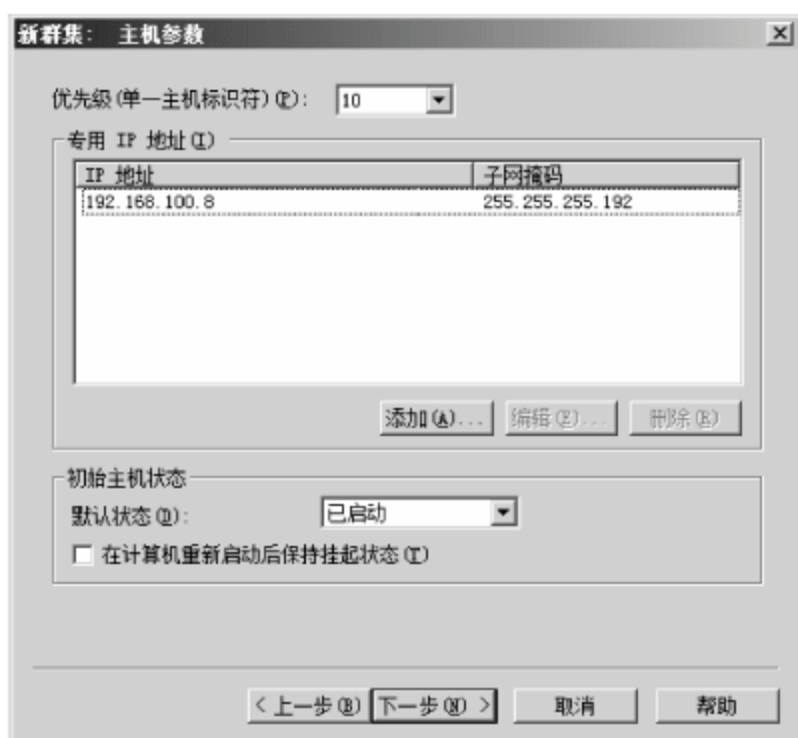 新群集： 主机参数
优先级(单一主机标识符)(P)： 10
专用 IP 地址(I)
IP 地址 子网掩码
192.168.100.8 255.255.255.192
添加(A)... 编辑(E)... 删除(R)
初始主机状态
默认状态(D)： 已启动
在计算机重新启动后保持挂起状态(T)
< 上一步(B) 下一步(N) > 取消 帮助